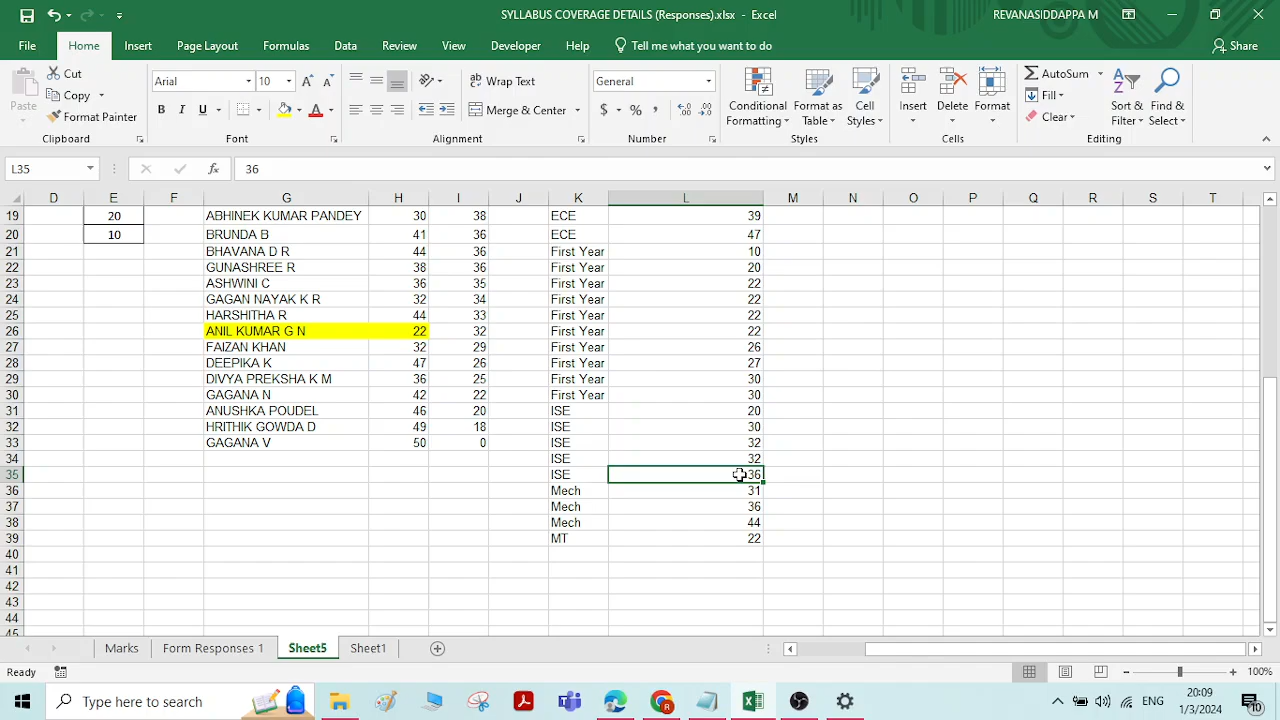 SYLLABUS COVERAGE DETAILS (Responses).xlsx - Excel
REVANASIDDAPPA M
File Home Insert Page Layout Formulas Data Review View Developer Help Tell me what you want to do Share
Paste
Cut
Copy
Format Painter
Clipboard
Arial 10
B I U
Font
Wrap Text
Merge & Center
Alignment
General
$ % ,
Number
Conditional Formatting
Format as Table
Cell Styles
Styles
Insert
Delete
Format
Cells
AutoSum
Fill
Clear
Sort & Filter
Find & Select
Editing
L35 fx 36
D E F G H I J K L M N O P Q R S T
19 20 ABHINEK KUMAR PANDEY 30 38 ECE 39
20 10 BRUNDA B 41 36 ECE 47
21 BHAVANA D R 44 36 First Year 10
22 GUNASHREE R 38 36 First Year 20
23 ASHWINI C 36 35 First Year 22
24 GAGAN NAYAK K R 32 34 First Year 22
25 HARSHITHA R 44 33 First Year 22
26 ANIL KUMAR G N 22 32 First Year 22
27 FAIZAN KHAN 32 29 First Year 26
28 DEEPIKA K 47 26 First Year 27
29 DIVYA PREKSHA K M 36 25 First Year 30
30 GAGANA N 42 22 First Year 30
31 ANUSHKA POUDEL 46 20 ISE 20
32 HRITHIK GOWDA D 49 18 ISE 30
33 GAGANA V 50 0 ISE 32
34 ISE 32
35 ISE 36
36 Mech 31
37 Mech 36
38 Mech 44
39 MT 22
40
41
42
43
44
45
Marks Form Responses 1 Sheet5 Sheet1
Ready 100%
Type here to search
ENG
20:09
1/3/2024
10